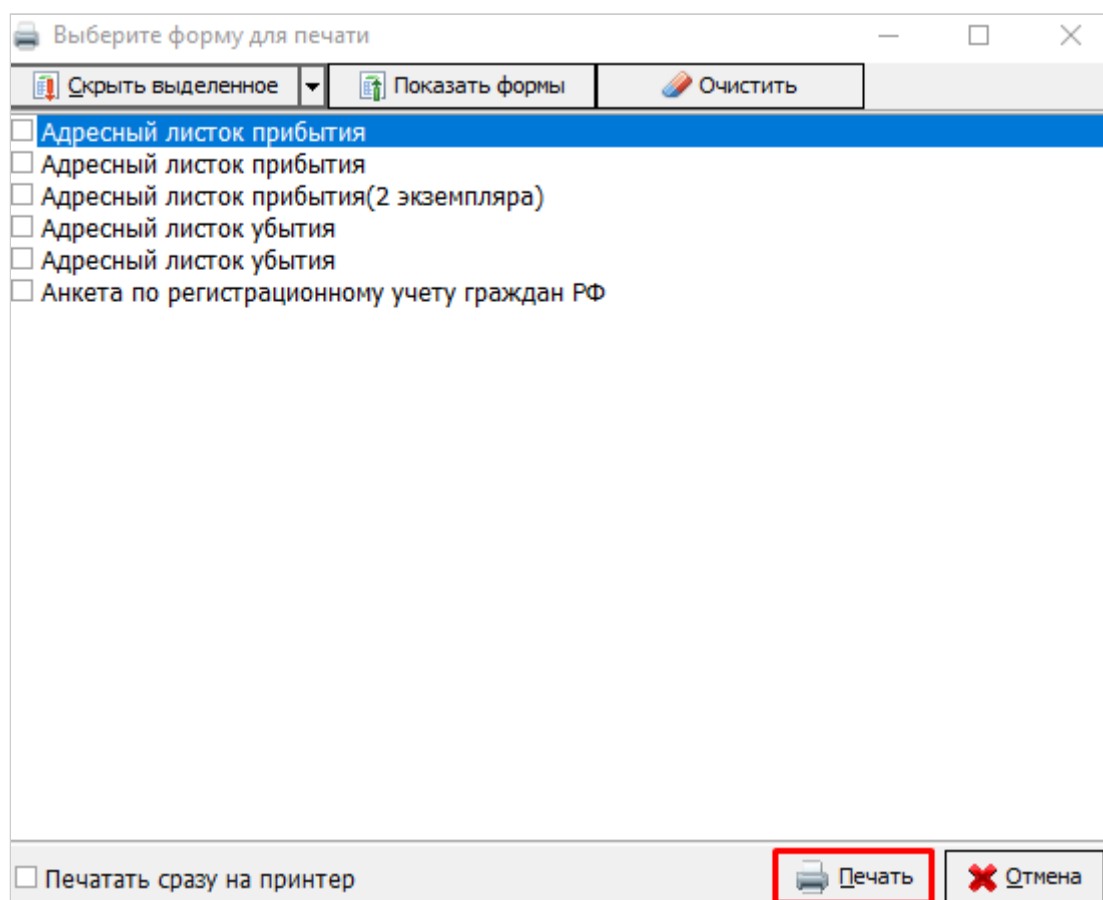 Выберите форму для печати
Скрыть выделенное Показать формы Очистить
Адресный листок прибытия
Адресный листок прибытия
Адресный листок прибытия(2 экземпляра)
Адресный листок убытия
Адресный листок убытия
Анкета по регистрационному учету граждан РФ
Печатать сразу на принтер Печать Отмена